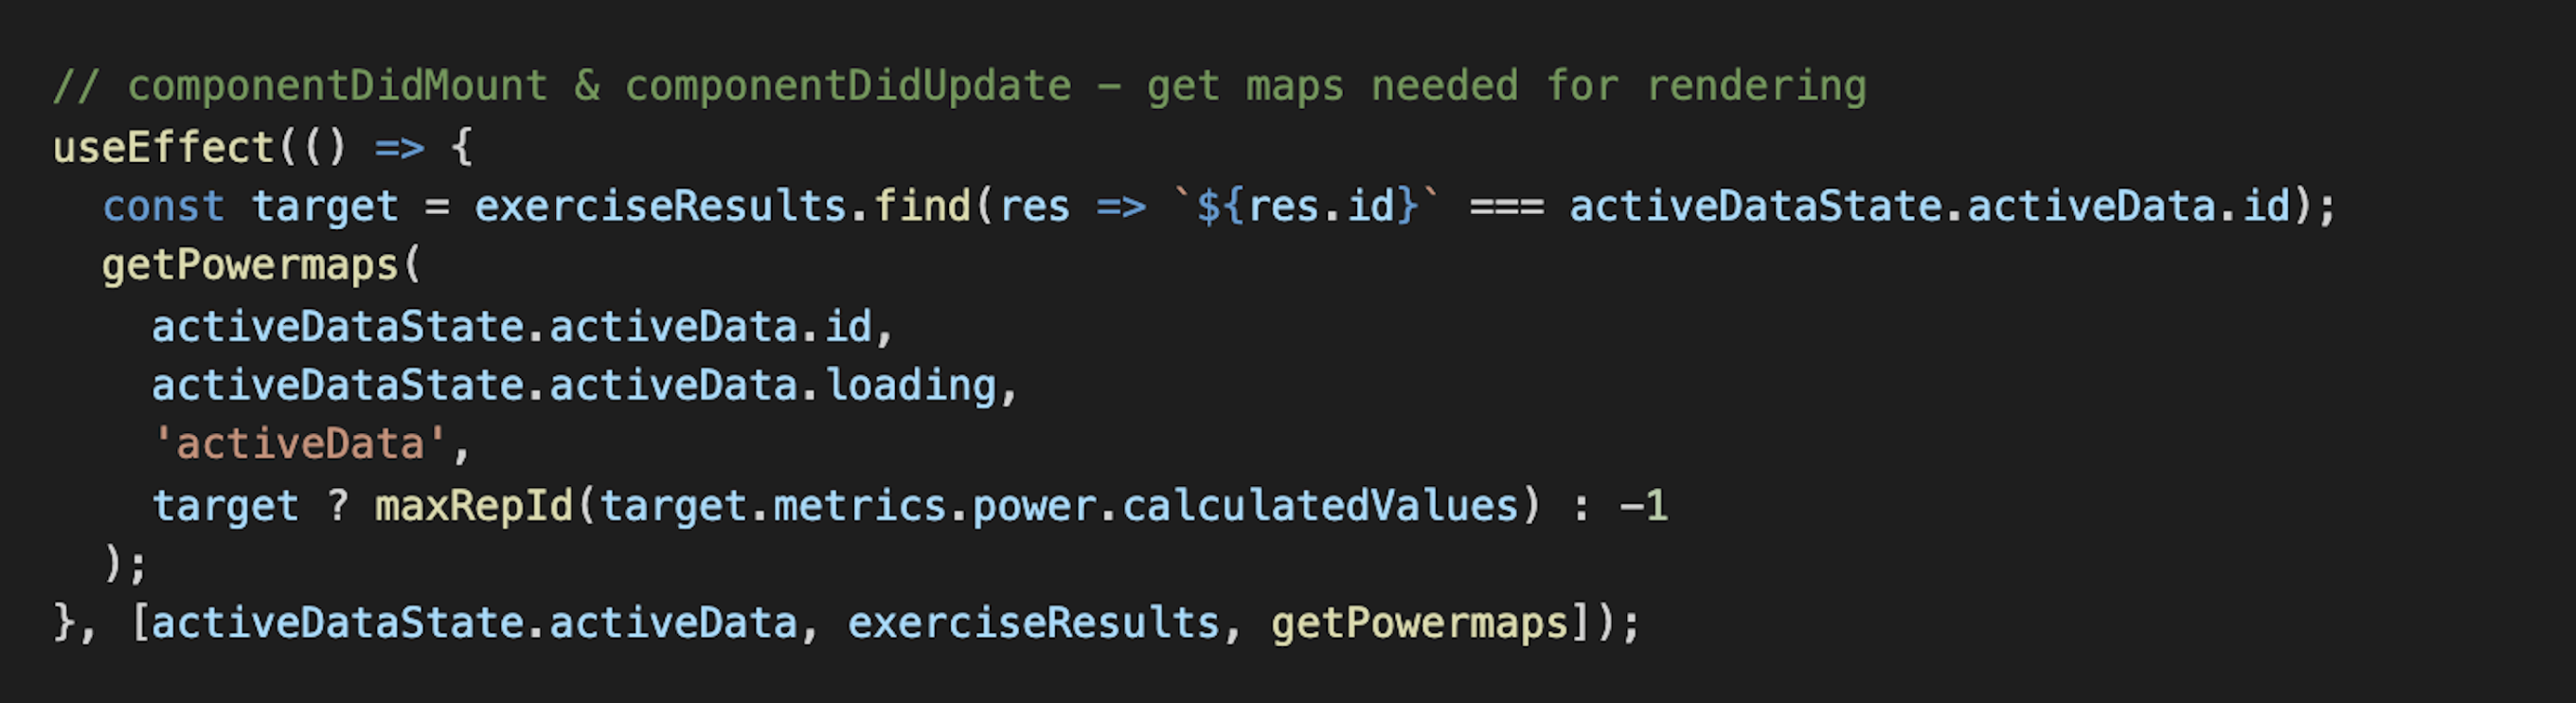 // componentDidMount & componentDidUpdate – get maps needed for rendering
useEffect(() => {
  const target = exerciseResults.find(res => `${res.id}` === activeDataState.activeData.id);
  getPowermaps(
    activeDataState.activeData.id,
    activeDataState.activeData.loading,
    'activeData',
    target ? maxRepId(target.metrics.power.calculatedValues) : -1
  );
}, [activeDataState.activeData, exerciseResults, getPowermaps]);